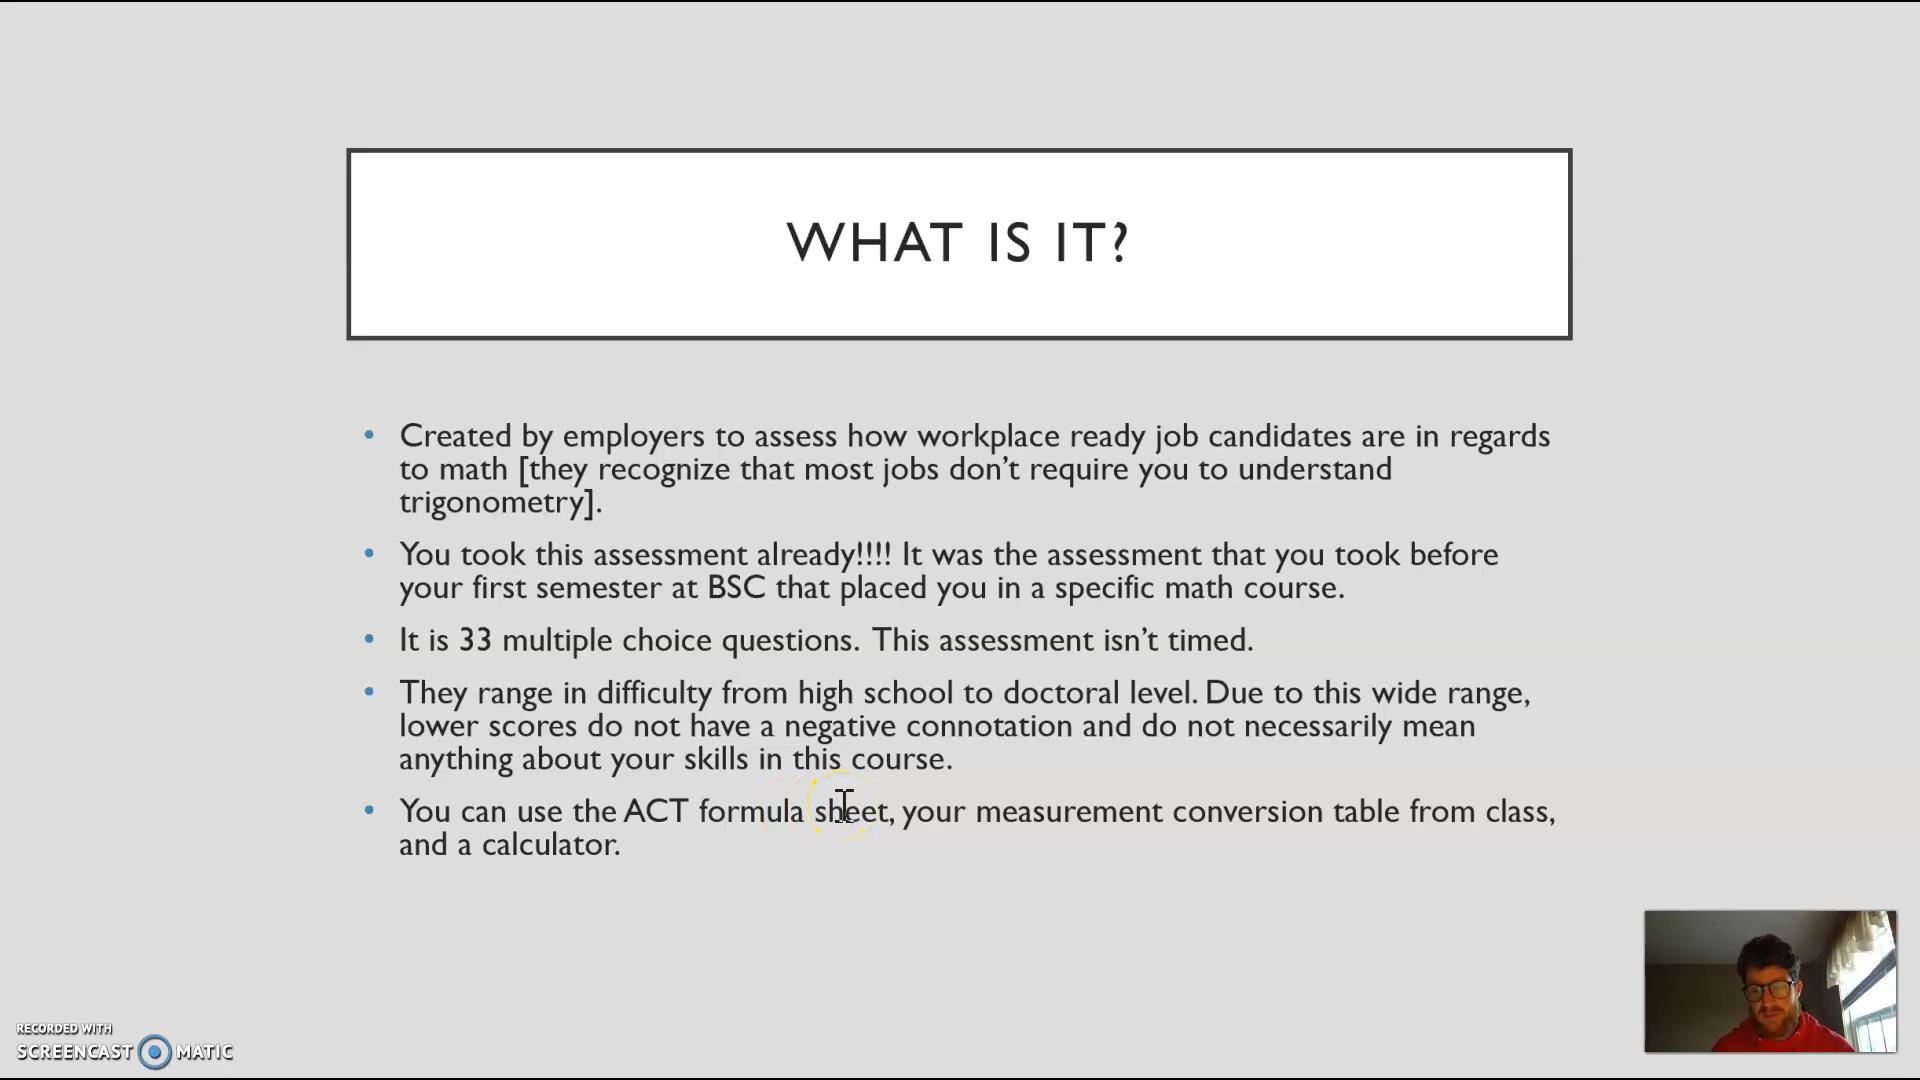 WHAT IS IT?
• Created by employers to assess how workplace ready job candidates are in regards
to math [they recognize that most jobs don’t require you to understand
trigonometry].
• You took this assessment already!!!! It was the assessment that you took before
your first semester at BSC that placed you in a specific math course.
• It is 33 multiple choice questions. This assessment isn’t timed.
• They range in difficulty from high school to doctoral level. Due to this wide range,
lower scores do not have a negative connotation and do not necessarily mean
anything about your skills in this course.
• You can use the ACT formula sheet, your measurement conversion table from class,
and a calculator.
RECORDED WITH
SCREENCAST MATIC